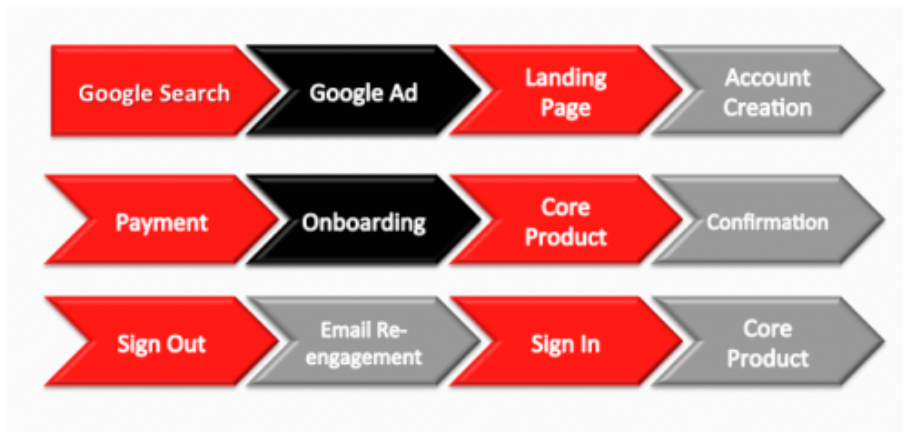 Google Search
Google Ad
Landing
Page
Account
Creation
Payment
Onboarding
Core
Product
Confirmation
Sign Out
Email Re-
engagement
Sign In
Core
Product